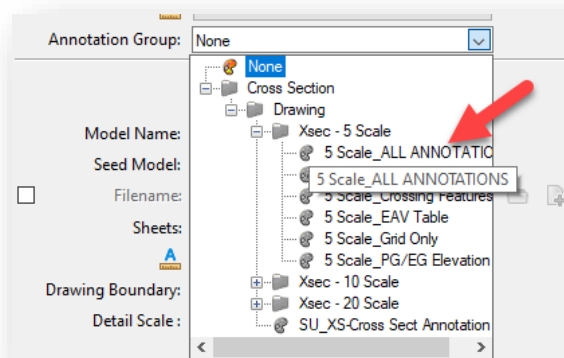 Annotation Group: None
None
Cross Section
Drawing
Model Name: Xsec - 5 Scale
Seed Model: 5 Scale_ALL ANNOTATIC
5 Scale_ALL ANNOTATIONS
Filename: 5 Scale_Crossing Features
Sheets: 5 Scale_EAV Table
5 Scale_Grid Only
A 5 Scale_PG/EG Elevation
Drawing Boundary: Xsec - 10 Scale
Xsec - 20 Scale
Detail Scale : SU_XS-Cross Sect Annotation